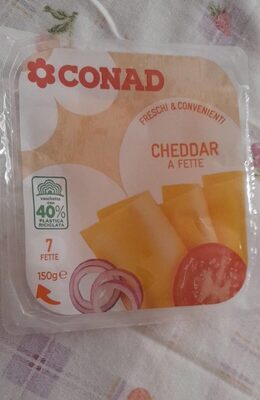 CONAD
FRESCHI & CONVENIENTI
CHEDDAR
A FETTE
vaschetta
con
40%
PLASTICA
RICICLATA
7
FETTE
150g e